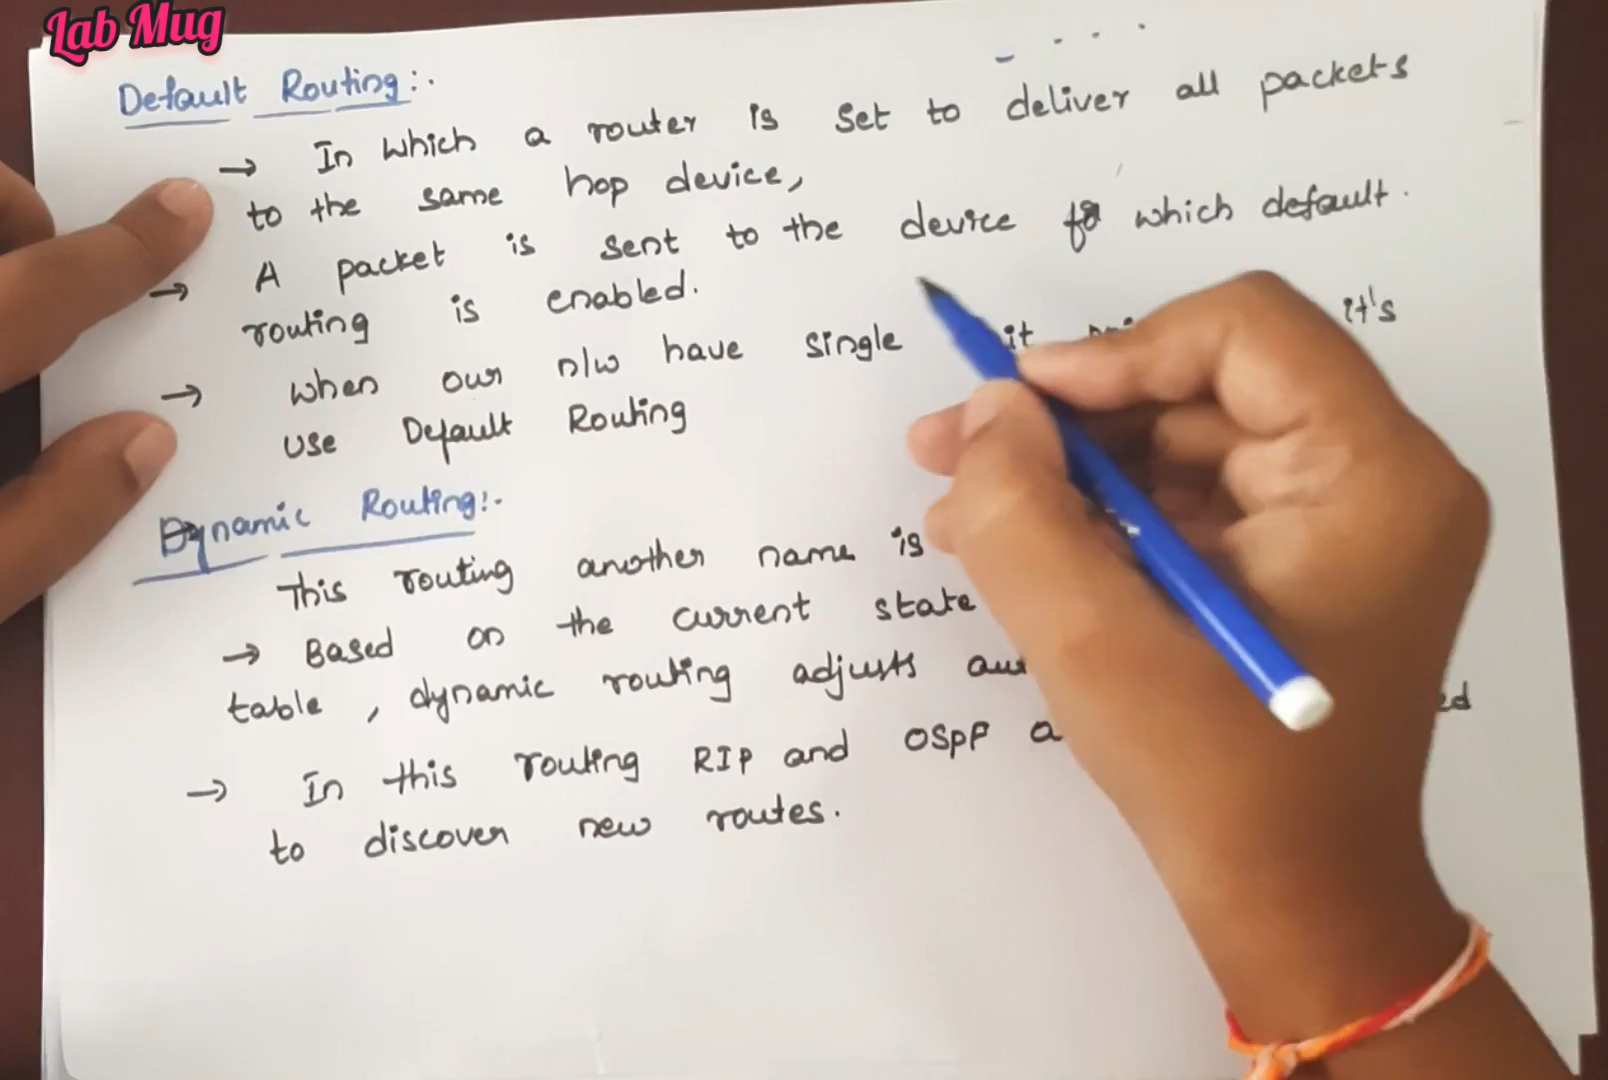 Lab Mug
Default Routing:.
→ In which a router is set to deliver all packets
to the same hop device,
→ A packet is sent to the device for which default.
routing is enabled.
→ when our n/w have single it's
use Default Routing
Dynamic Routing:.
This routing another name is
→ Based on the current state
table, dynamic routing adjusts
→ In this routing RIP and OSPF
to discover new routes.